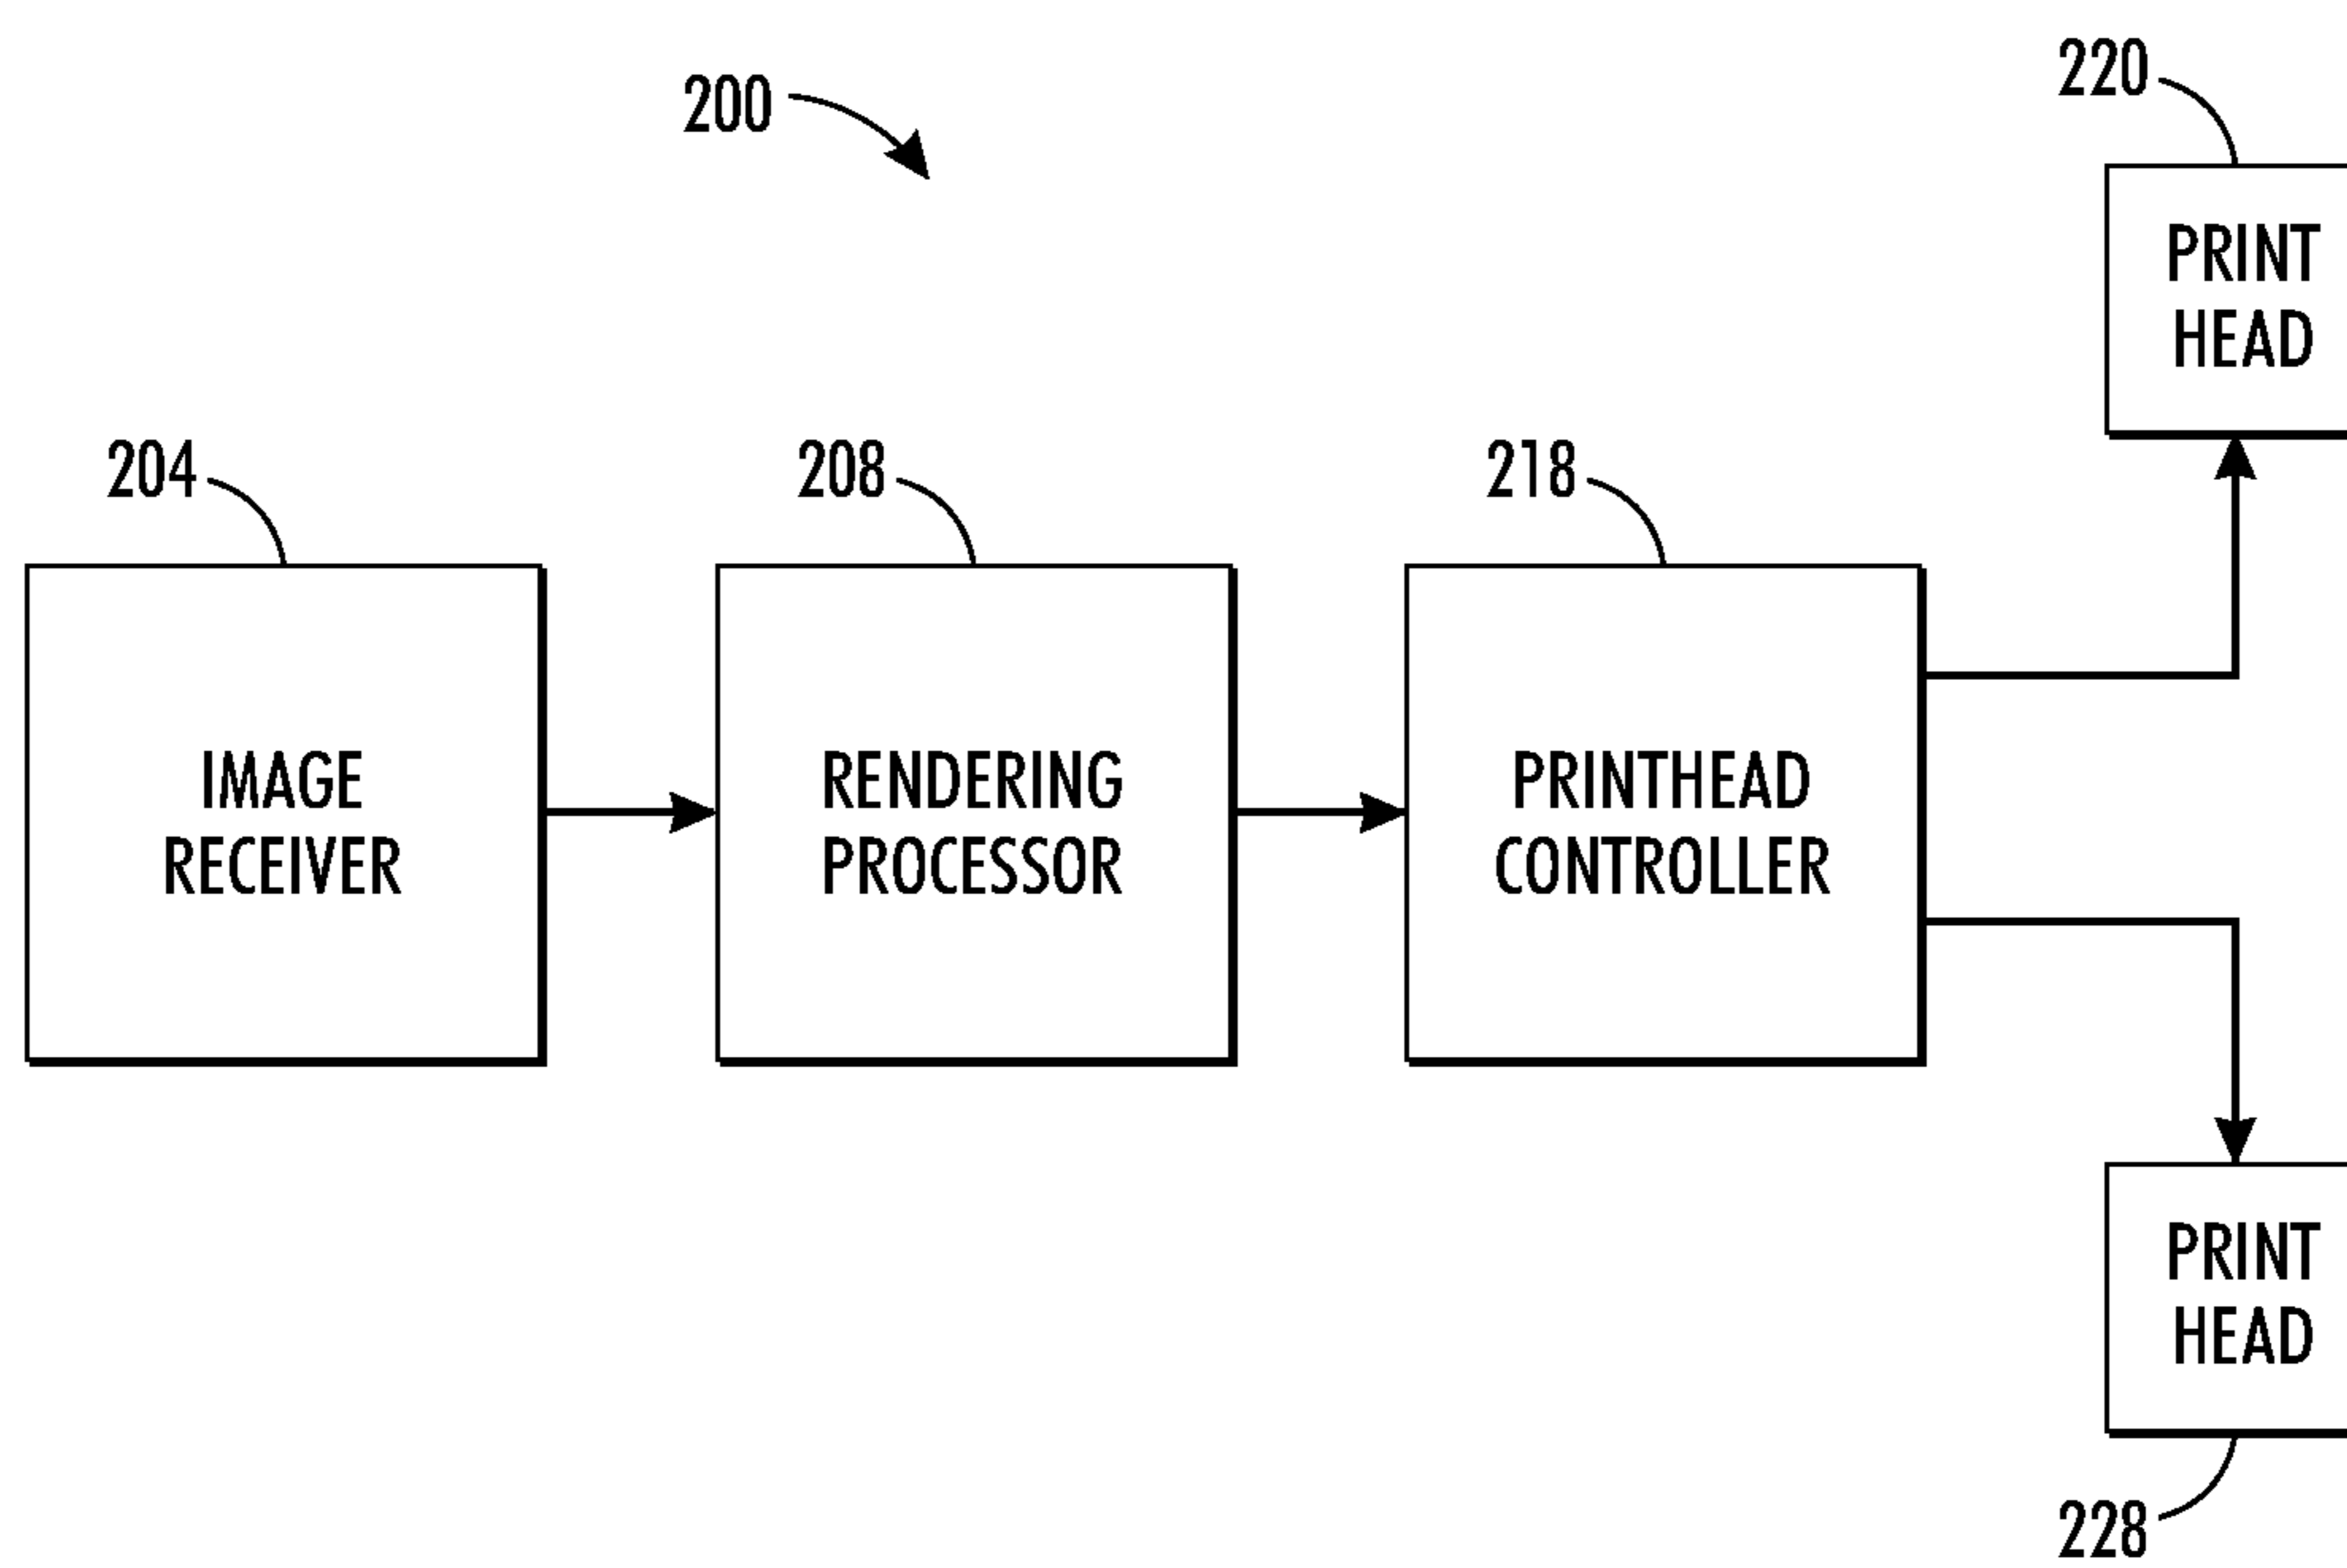 200
220
PRINT
HEAD
204
208
218
IMAGE
RECEIVER
RENDERING
PROCESSOR
PRINTHEAD
CONTROLLER
PRINT
HEAD
228